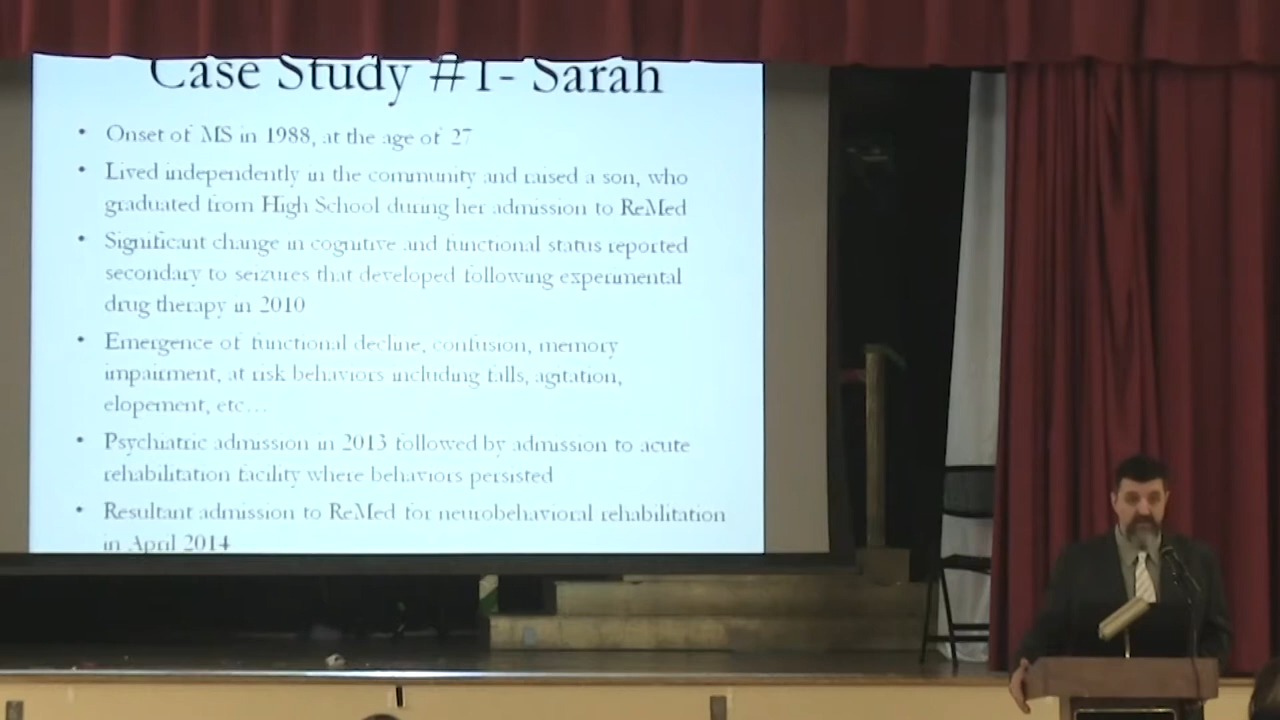 Case Study #1- Sarah
• Onset of MS in 1988, at the age of 27
• Lived independently in the community and raised a son, who
graduated from High School during her admission to ReMed
• Significant change in cognitive and functional status reported
secondary to seizures that developed following experimental
drug therapy in 2010
• Emergence of functional decline, confusion, memory
impairment, at risk behaviors including falls, agitation,
elopement, etc…
• Psychiatric admission in 2013 followed by admission to acute
rehabilitation facility where behaviors persisted
• Resultant admission to ReMed for neurobehavioral rehabilitation
in April 2014